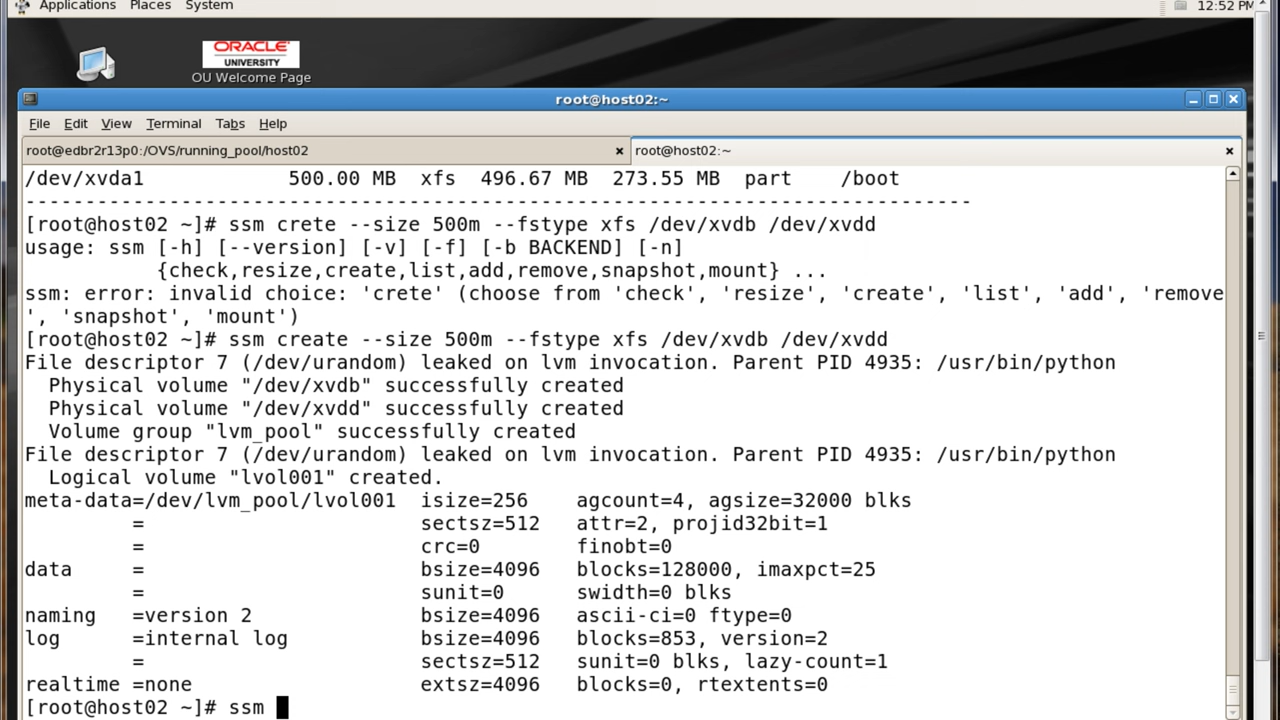 Applications Places System 12:52 PM
ORACLE
UNIVERSITY
OU Welcome Page
root@host02:~
File Edit View Terminal Tabs Help
root@edbr2r13p0:/OVS/running_pool/host02 root@host02:~
/dev/xvda1 500.00 MB xfs 496.67 MB 273.55 MB part /boot
-------------------------------------------------------------------------------
[root@host02 ~]# ssm crete --size 500m --fstype xfs /dev/xvdb /dev/xvdd
usage: ssm [-h] [--version] [-v] [-f] [-b BACKEND] [-n]
{check,resize,create,list,add,remove,snapshot,mount} ...
ssm: error: invalid choice: 'crete' (choose from 'check', 'resize', 'create', 'list', 'add', 'remove
', 'snapshot', 'mount')
[root@host02 ~]# ssm create --size 500m --fstype xfs /dev/xvdb /dev/xvdd
File descriptor 7 (/dev/urandom) leaked on lvm invocation. Parent PID 4935: /usr/bin/python
Physical volume "/dev/xvdb" successfully created
Physical volume "/dev/xvdd" successfully created
Volume group "lvm_pool" successfully created
File descriptor 7 (/dev/urandom) leaked on lvm invocation. Parent PID 4935: /usr/bin/python
Logical volume "lvol001" created.
meta-data=/dev/lvm_pool/lvol001 isize=256 agcount=4, agsize=32000 blks
= sectsz=512 attr=2, projid32bit=1
= crc=0 finobt=0
data = bsize=4096 blocks=128000, imaxpct=25
= sunit=0 swidth=0 blks
naming =version 2 bsize=4096 ascii-ci=0 ftype=0
log =internal log bsize=4096 blocks=853, version=2
= sectsz=512 sunit=0 blks, lazy-count=1
realtime =none extsz=4096 blocks=0, rtextents=0
[root@host02 ~]# ssm